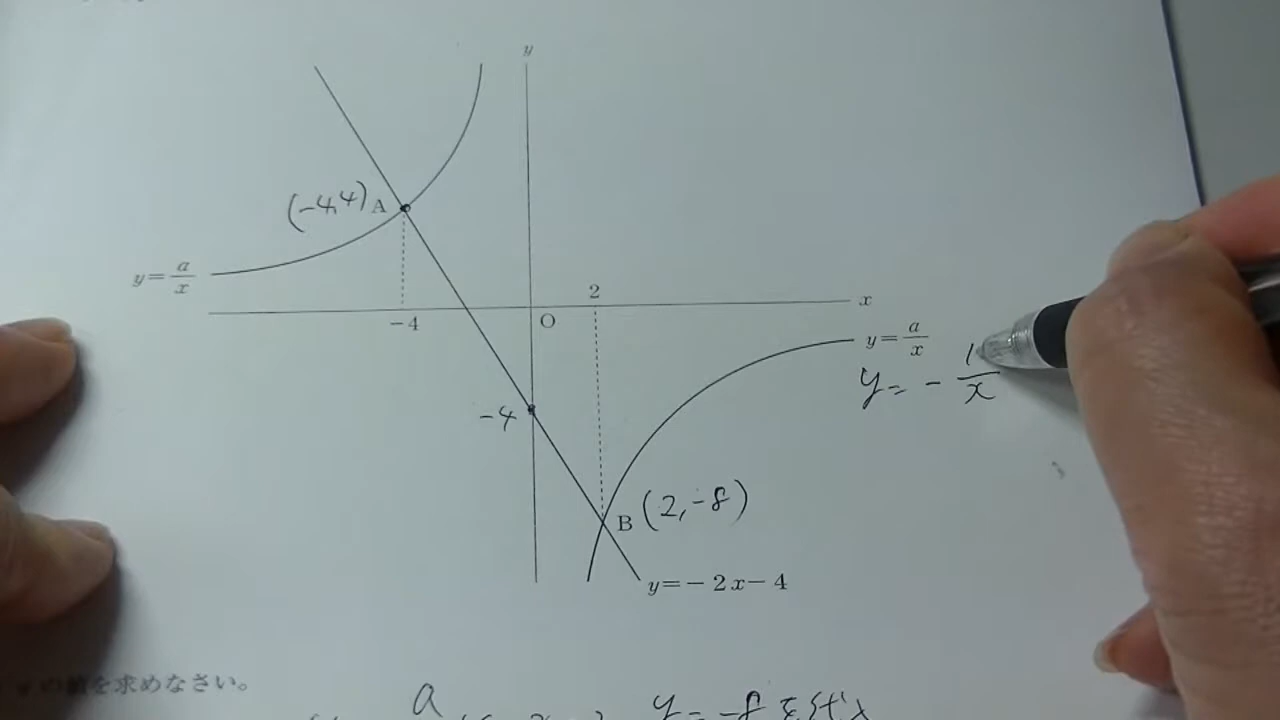 y
(-4,4) A
y = a/x
-4
O
2
x
y = a/x
y = - 1/x
-4
B (2, -8)
y = -2x - 4
の値を求めなさい。
a
y = -8を代入